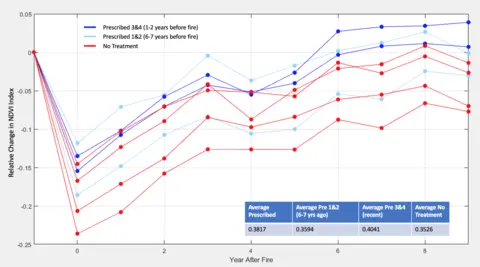 0.05
0
-0.05
-0.1
-0.15
-0.2
-0.25
Relative Change in NDVI Index
Prescribed 3&4 (1-2 years before fire)
Prescribed 1&2 (6-7 years before fire)
No Treatment
Average Prescribed
Average Pre 1&2 (6-7 yrs ago)
Average Pre 3&4 (recent)
Average No Treatment
0.3817
0.3594
0.4041
0.3526
0 2 4 6 8
Year After Fire